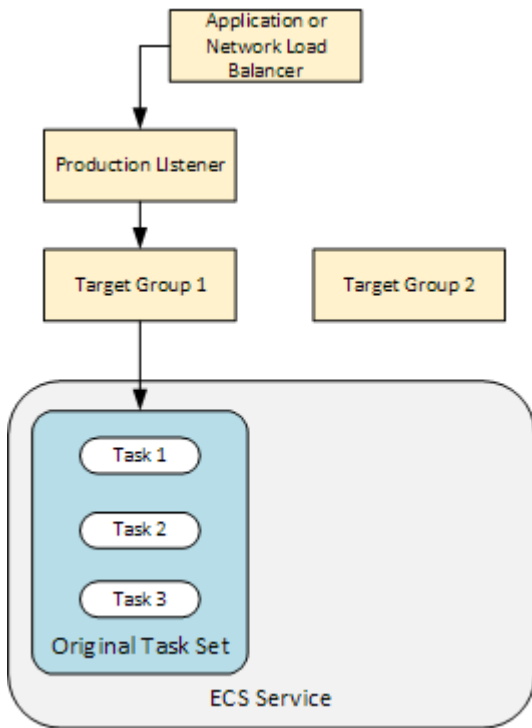 Application or
Network Load
Balancer
Production LIstener
Target Group 1
Target Group 2
Task 1
Task 2
Task 3
Original Task Set
ECS Service